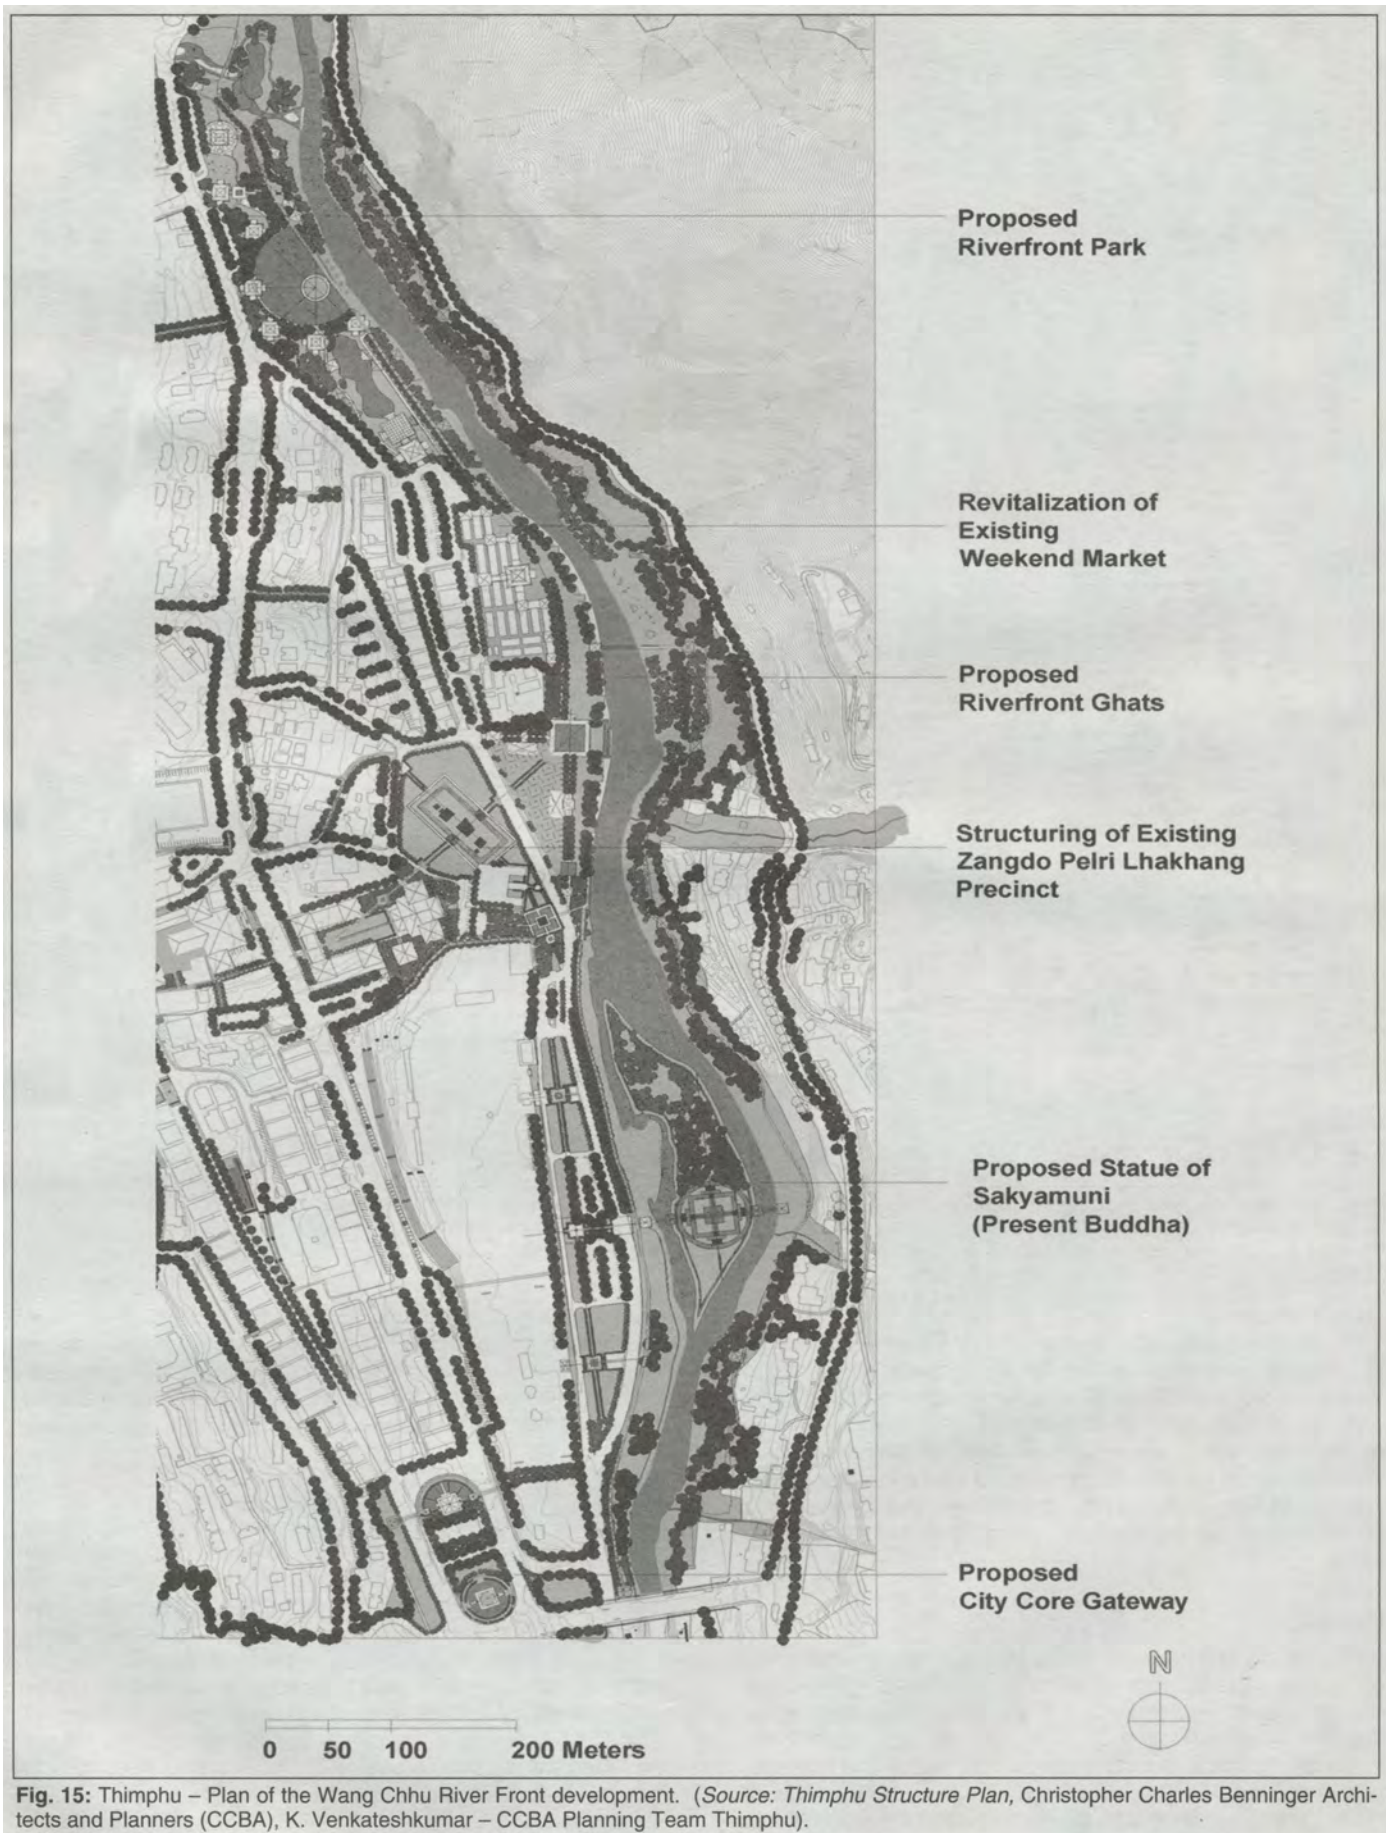 Proposed
Riverfront Park
Revitalization of
Existing
Weekend Market
Proposed
Riverfront Ghats
Structuring of Existing
Zangdo Pelri Lhakhang
Precinct
Proposed Statue of
Sakyamuni
(Present Buddha)
Proposed
City Core Gateway
N
0 50 100 200 Meters
Fig. 15: Thimphu – Plan of the Wang Chhu River Front development. (Source: Thimphu Structure Plan, Christopher Charles Benninger Archi-
tects and Planners (CCBA), K. Venkateshkumar – CCBA Planning Team Thimphu).